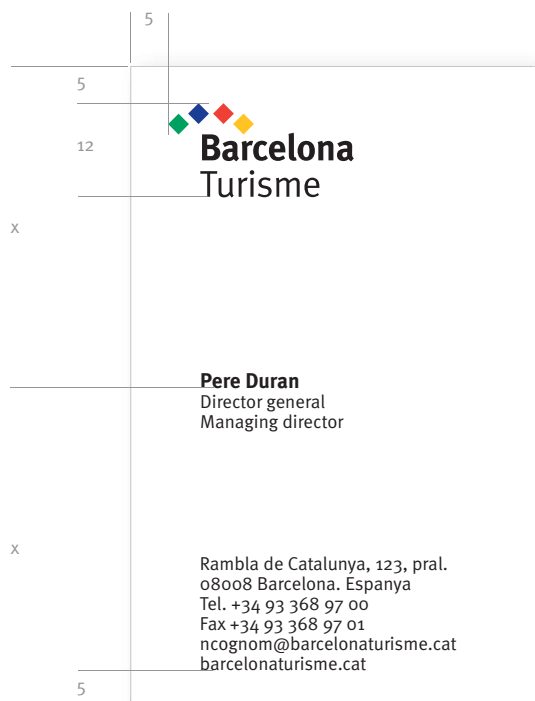 5
5
12
Barcelona
Turisme
x
Pere Duran
Director general
Managing director
x
Rambla de Catalunya, 123, pral.
08008 Barcelona. Espanya
Tel. +34 93 368 97 00
Fax +34 93 368 97 01
ncognom@barcelonaturisme.cat
barcelonaturisme.cat
5